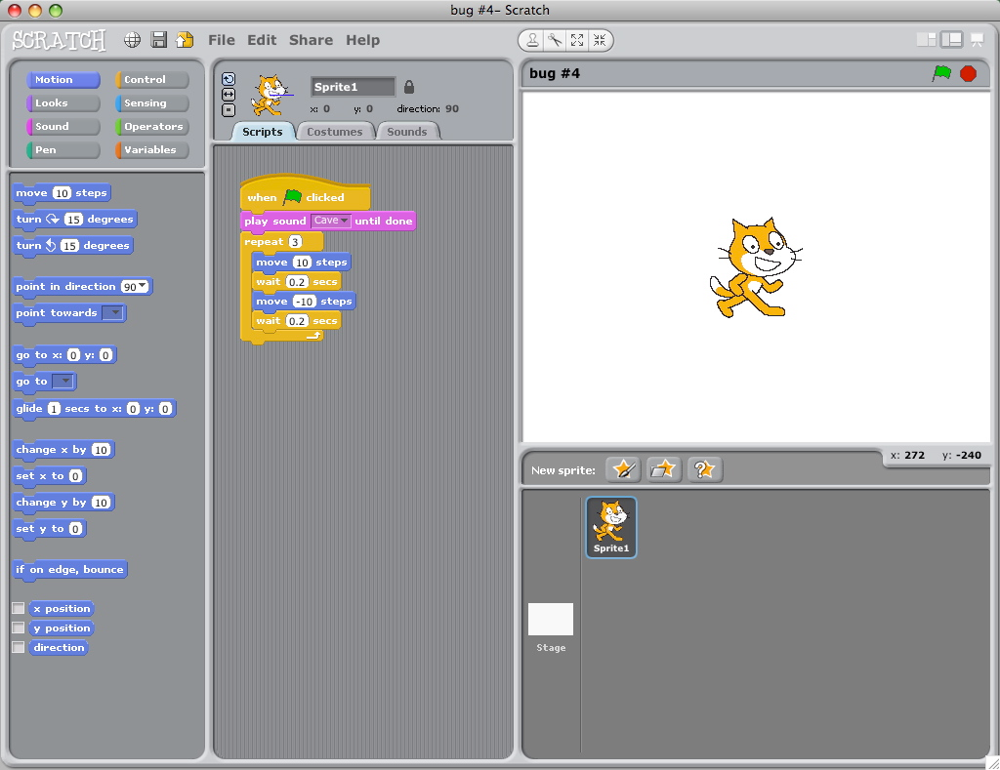 bug #4– Scratch
SCRATCH File Edit Share Help
Motion Control
Looks Sensing
Sound Operators
Pen Variables
move 10 steps
turn 15 degrees
turn 15 degrees
point in direction 90
point towards
go to x: 0 y: 0
go to
glide 1 secs to x: 0 y: 0
change x by 10
set x to 0
change y by 10
set y to 0
if on edge, bounce
x position
y position
direction
Sprite1
x: 0 y: 0 direction: 90
Scripts Costumes Sounds
when clicked
play sound Cave until done
repeat 3
move 10 steps
wait 0.2 secs
move -10 steps
wait 0.2 secs
bug #4
x: 272 y: -240
New sprite:
Sprite1
Stage